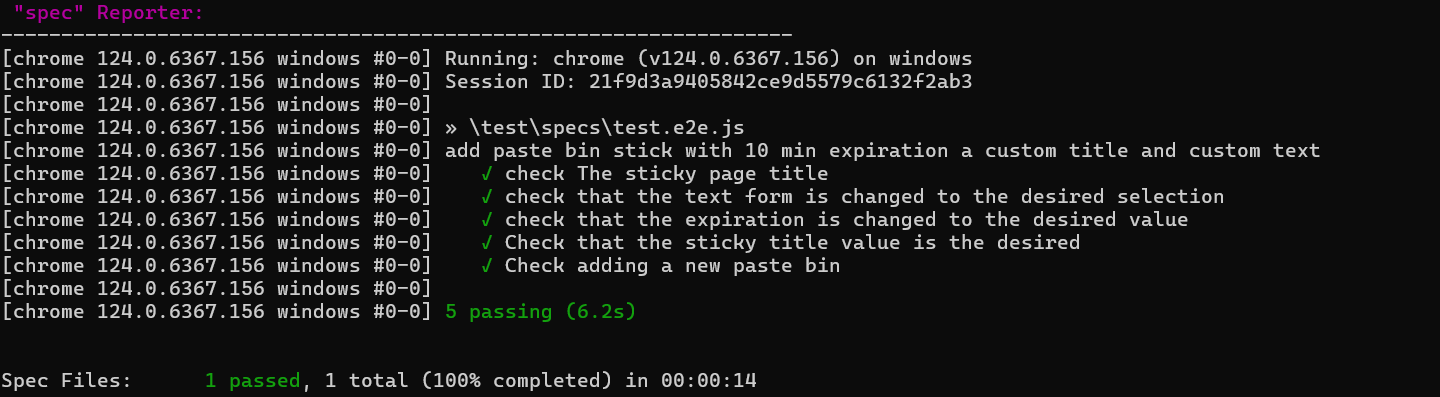 "spec" Reporter:
------------------------------------------------------------------
[chrome 124.0.6367.156 windows #0-0] Running: chrome (v124.0.6367.156) on windows
[chrome 124.0.6367.156 windows #0-0] Session ID: 21f9d3a9405842ce9d5579c6132f2ab3
[chrome 124.0.6367.156 windows #0-0]
[chrome 124.0.6367.156 windows #0-0] » \test\specs\test.e2e.js
[chrome 124.0.6367.156 windows #0-0] add paste bin stick with 10 min expiration a custom title and custom text
[chrome 124.0.6367.156 windows #0-0]    ✓ check The sticky page title
[chrome 124.0.6367.156 windows #0-0]    ✓ check that the text form is changed to the desired selection
[chrome 124.0.6367.156 windows #0-0]    ✓ check that the expiration is changed to the desired value
[chrome 124.0.6367.156 windows #0-0]    ✓ Check that the sticky title value is the desired
[chrome 124.0.6367.156 windows #0-0]    ✓ Check adding a new paste bin
[chrome 124.0.6367.156 windows #0-0]
[chrome 124.0.6367.156 windows #0-0] 5 passing (6.2s)
Spec Files:      1 passed, 1 total (100% completed) in 00:00:14